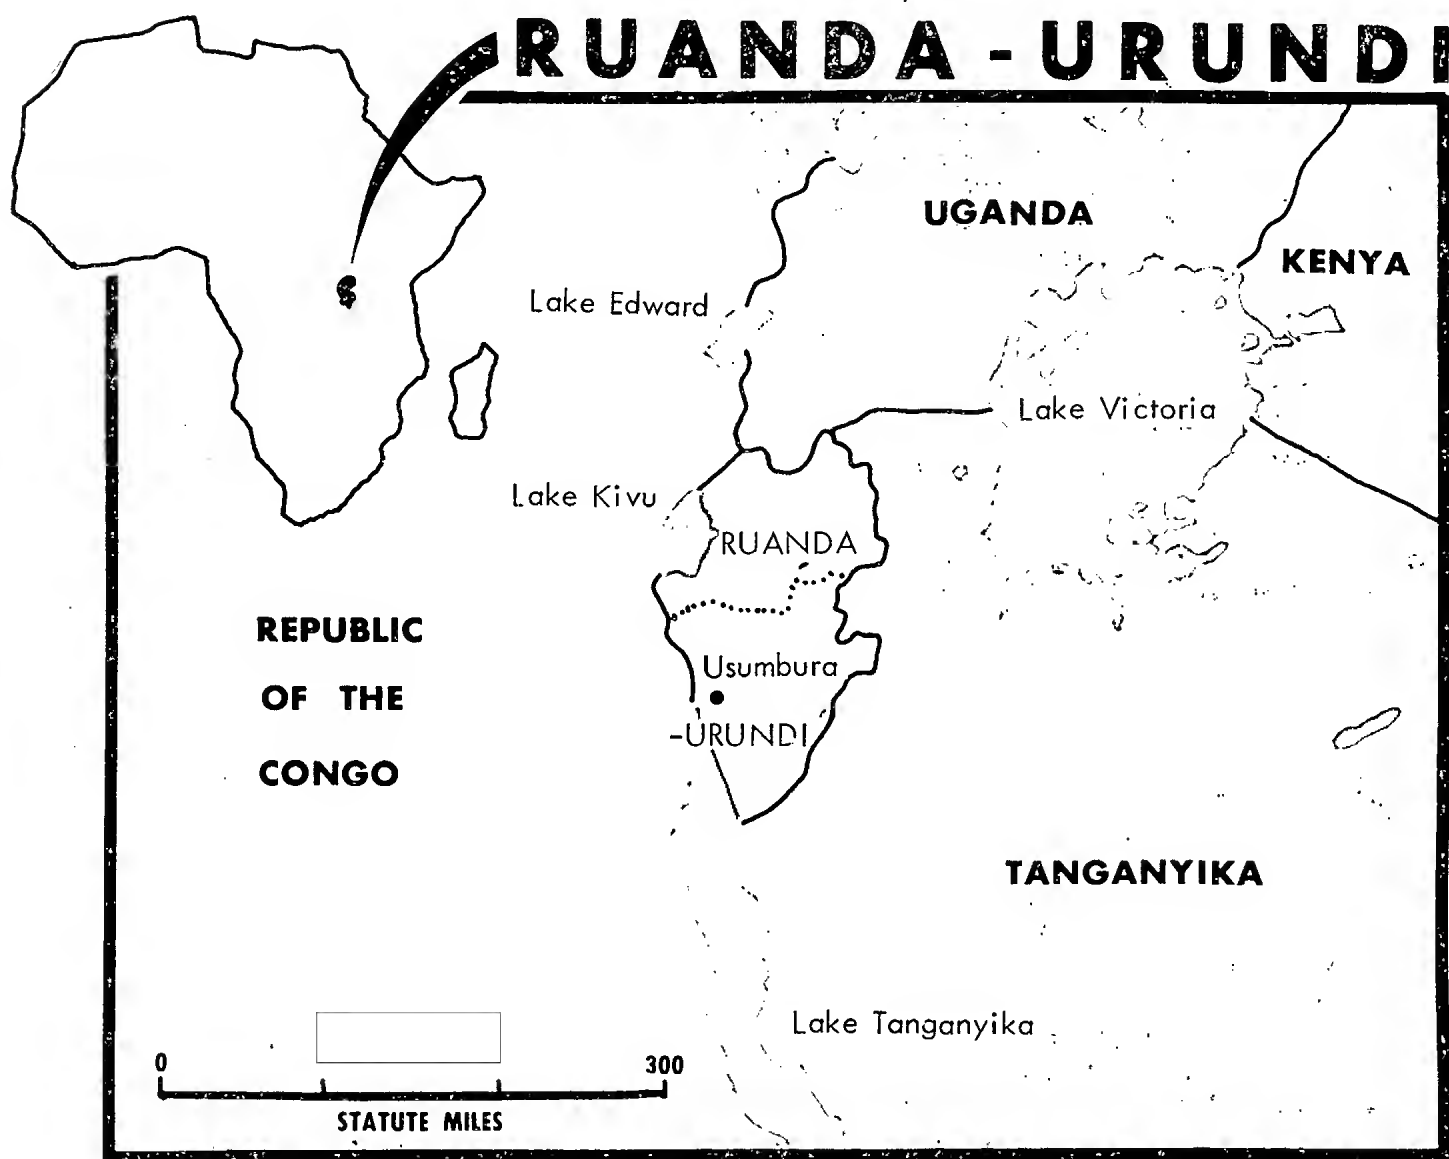 RUANDA - URUNDI
UGANDA
KENYA
Lake Edward
Lake Victoria
Lake Kivu
RUANDA
REPUBLIC
OF THE
CONGO
Usumbura
-URUNDI
TANGANYIKA
Lake Tanganyika
0
300
STATUTE MILES